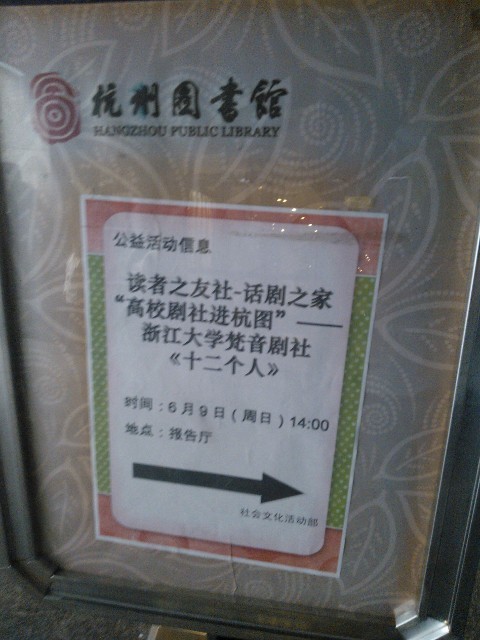 杭州圖書館
HANGZHOU PUBLIC LIBRARY
公益活动信息
读者之友社-话剧之家
“高校剧社进杭图”——
浙江大学梵音剧社
《十二个人》
时间：6月9日（周日）14:00
地点：报告厅
社会文化活动部